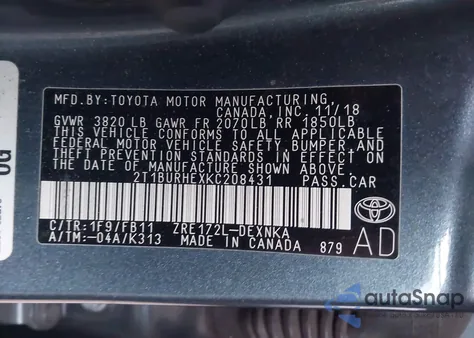 MFD.BY:TOYOTA MOTOR MANUFACTURING,
CANADA, INC. 11/18
GVWR 3820 LB GAWR FR 2070LB RR 1850LB
THIS VEHICLE CONFORMS TO ALL APPLICABLE
FEDERAL MOTOR VEHICLE SAFETY, BUMPER, AND
THEFT PREVENTION STANDARDS IN EFFECT ON
THE DATE OF MANUFACTURE SHOWN ABOVE.
2T1BURHEXKC208431 PASS.CAR
C/TR:1F9/FB11 ZRE172L-DEXNKA
A/TM:-04A/K313 MADE IN CANADA 879
AD
TOYOTA
autoSnap